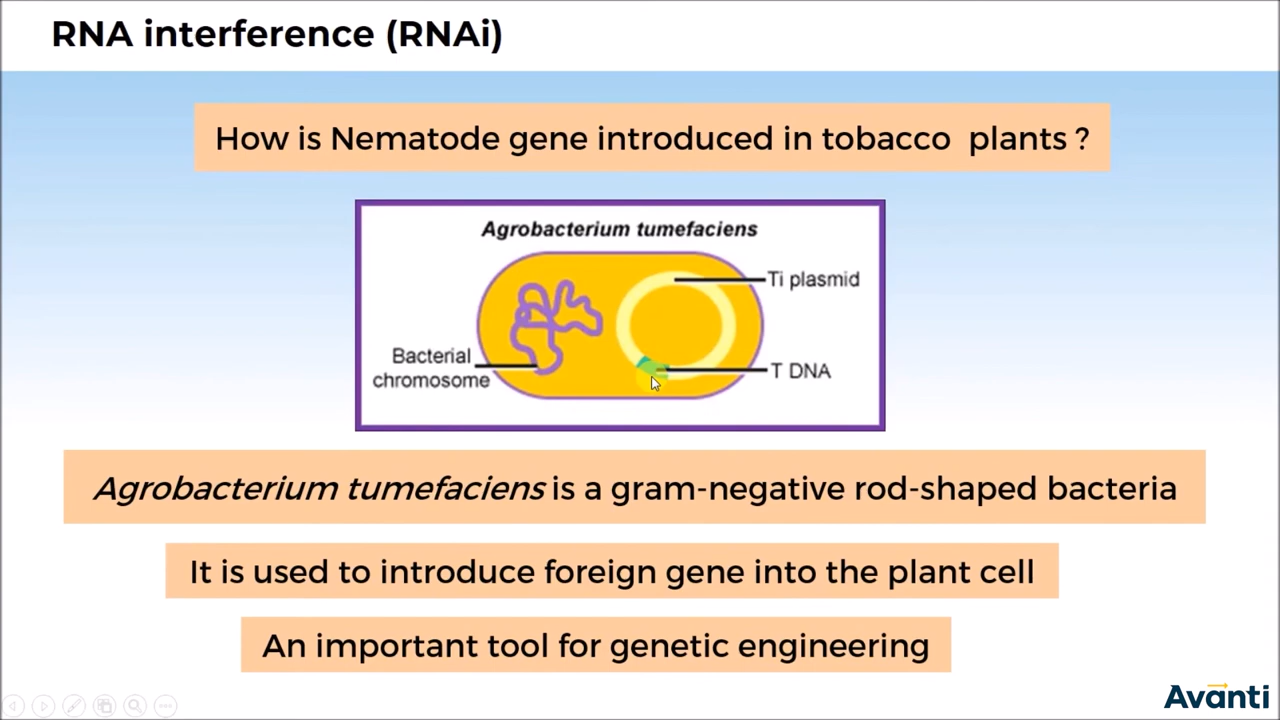 RNA interference (RNAi)
How is Nematode gene introduced in tobacco plants ?
Agrobacterium tumefaciens
Ti plasmid
Bacterial
chromosome
T DNA
Agrobacterium tumefaciens is a gram-negative rod-shaped bacteria
It is used to introduce foreign gene into the plant cell
An important tool for genetic engineering
Avanti